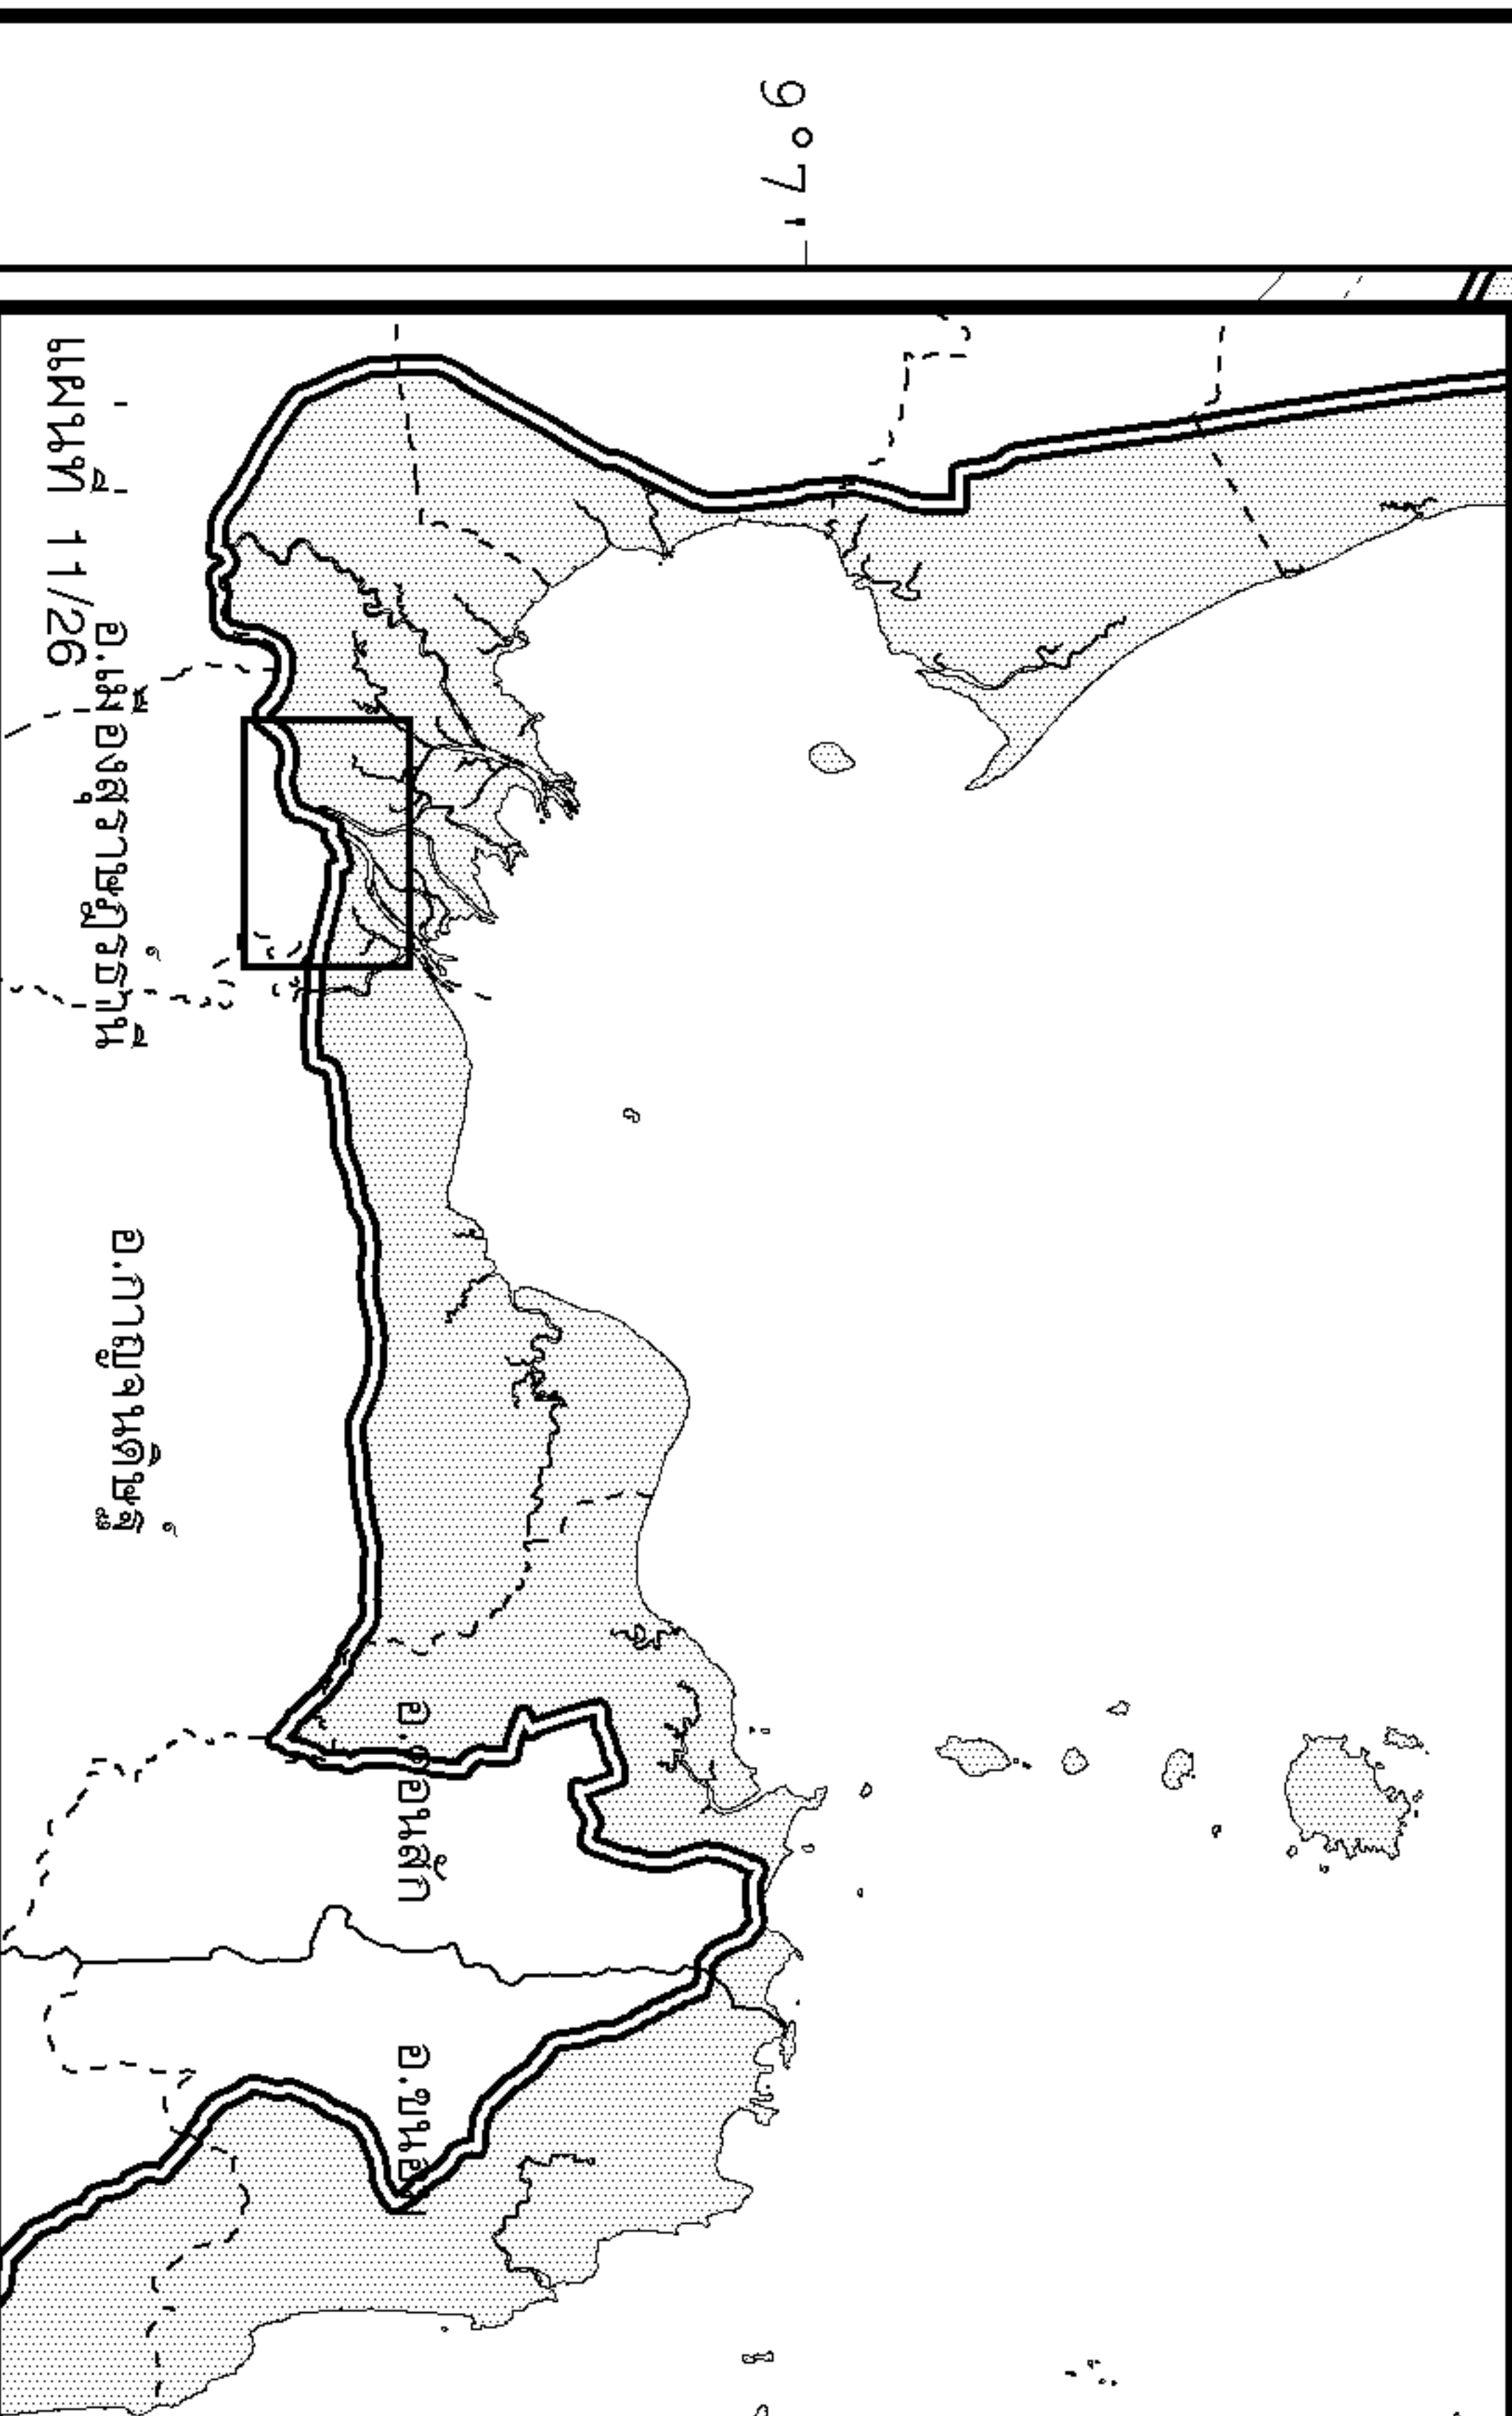 9°7'
แผ่นที่ 11/26
อ.เมืองสุราษฎร์ธานี
อ.กาญจนดิษฐ์
อ.ดอนสัก
อ.ขนอม